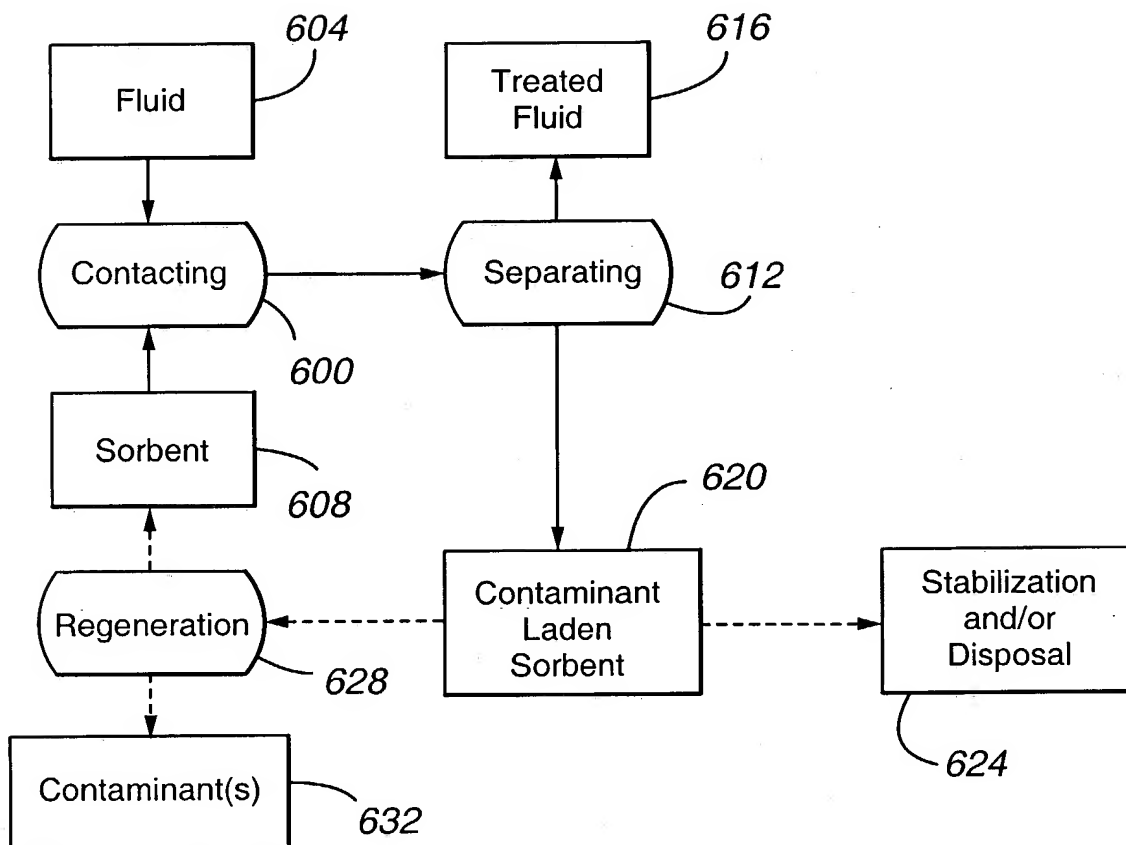 604
Fluid
616
Treated
Fluid
Contacting
600
Separating
612
Sorbent
608
620
Contaminant
Laden
Sorbent
Stabilization
and/or
Disposal
624
Regeneration
628
Contaminant(s)
632